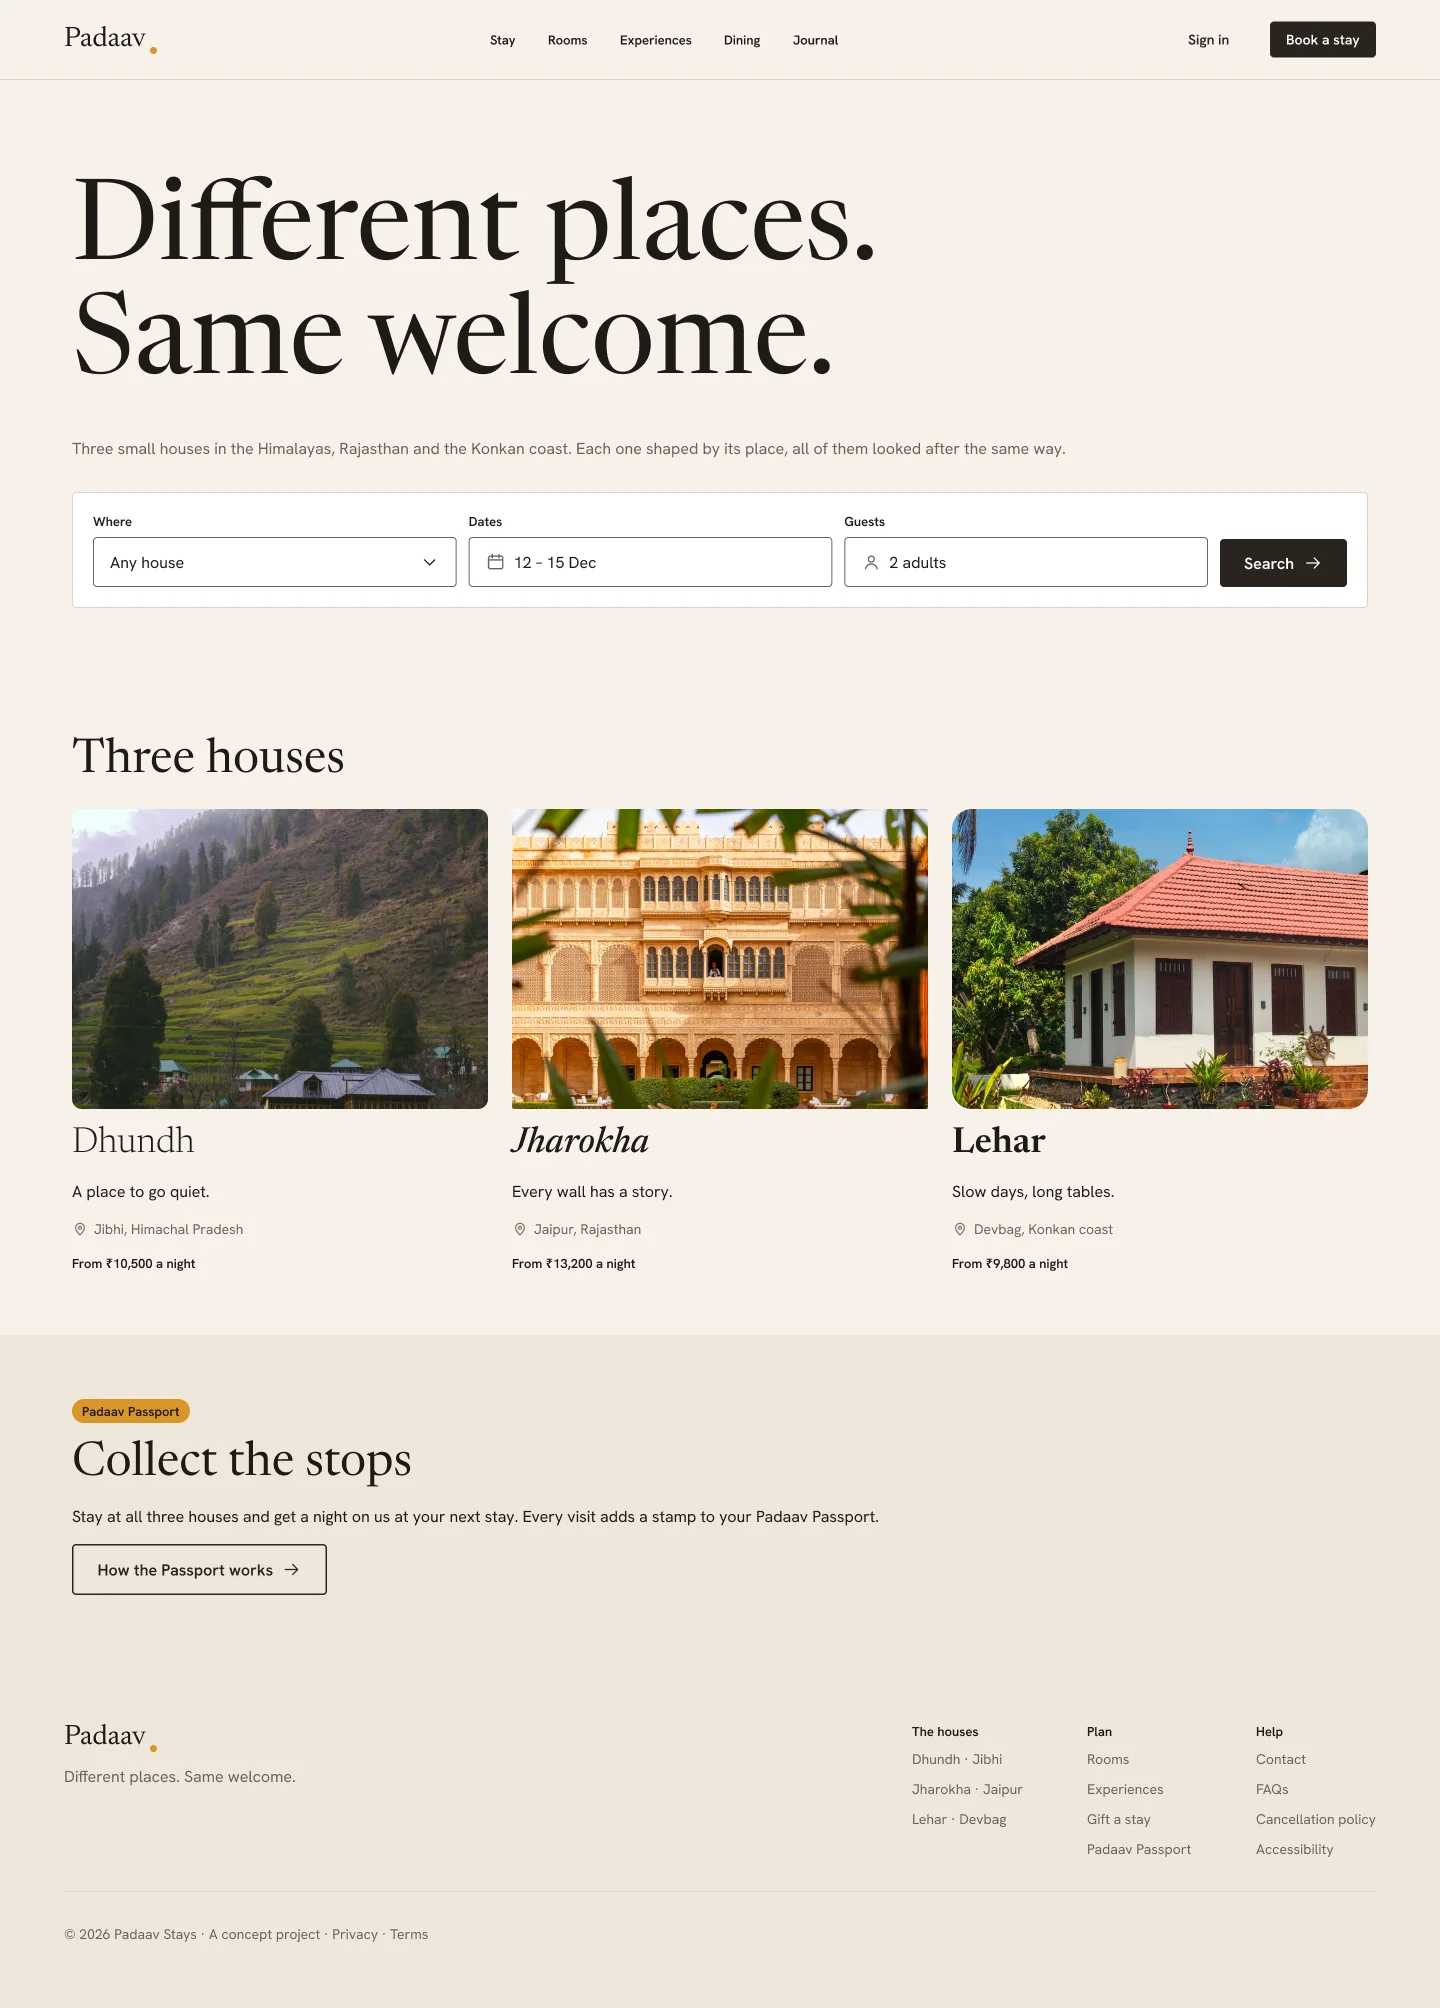 Padaav
Stay
Rooms
Experiences
Dining
Journal
Sign in
Book a stay
Different places.
Same welcome.
Three small houses in the Himalayas, Rajasthan and the Konkan coast. Each one shaped by its place, all of them looked after the same way.
Where
Any house
Dates
12 – 15 Dec
Guests
2 adults
Search
Three houses
Dhundh
A place to go quiet.
Jibhi, Himachal Pradesh
From ₹10,500 a night
Jharokha
Every wall has a story.
Jaipur, Rajasthan
From ₹13,200 a night
Lehar
Slow days, long tables.
Devbag, Konkan coast
From ₹9,800 a night
Padaav Passport
Collect the stops
Stay at all three houses and get a night on us at your next stay. Every visit adds a stamp to your Padaav Passport.
How the Passport works
Padaav
Different places. Same welcome.
The houses
Dhundh · Jibhi
Jharokha · Jaipur
Lehar · Devbag
Plan
Rooms
Experiences
Gift a stay
Padaav Passport
Help
Contact
FAQs
Cancellation policy
Accessibility
© 2026 Padaav Stays · A concept project · Privacy · Terms